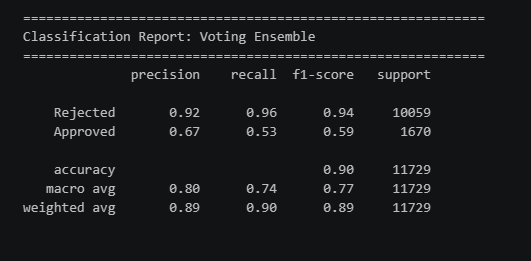 ============================================================
Classification Report: Voting Ensemble
============================================================
              precision    recall  f1-score   support

    Rejected       0.92      0.96      0.94     10059
    Approved       0.67      0.53      0.59      1670

    accuracy                           0.90     11729
   macro avg       0.80      0.74      0.77     11729
weighted avg       0.89      0.90      0.89     11729